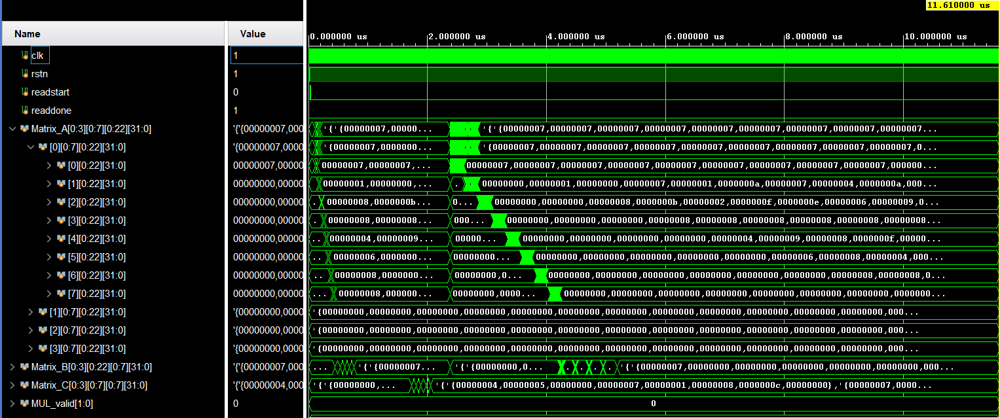 11.610000 us
Name Value 0.000000 us 2.000000 us 4.000000 us 6.000000 us 8.000000 us 10.000000 us
clk 1
rstn 1
readstart 0
readdone 1
Matrix_A[0:3][0:7][0:22][31:0] '{'{00000007,000 '{'{00000007,00000... '{'{00000007,00000007,00000007,00000007,00000007,00000007,00000007,00000007,00000007...
[0][0:7][0:22][31:0] '{00000007,000 '{00000007,0000000... '{00000007,00000007,00000007,00000007,00000007,00000007,00000007,00000007,00000007,0...
[0][0:22][31:0] 00000007,00000 00000007,00000007,... 00000007,00000007,00000007,00000007,00000007,00000007,00000007,00000007,00000007,000000...
[1][0:22][31:0] 00000000,00000 00000001,00000000,... . 00000000,00000001,00000000,00000007,00000001,0000000a,00000007,00000004,0000000a,000...
[2][0:22][31:0] 00000000,00000 . 00000008,0000000b... 0... 00000000,00000000,00000008,0000000b,00000002,0000000f,0000000e,00000006,00000009,0...
[3][0:22][31:0] 00000000,00000 . 00000008,00000008... 000... 00000000,00000000,00000000,00000008,00000008,00000008,00000008,00000008,00000008...
[4][0:22][31:0] 00000000,00000 .. 00000004,00000009... 00000... 00000000,00000000,00000000,00000000,00000004,00000009,00000008,0000000f,00000...
[5][0:22][31:0] 00000000,00000 .. 00000006,0000000... 00000000... 00000000,00000000,00000000,00000000,00000000,00000006,00000008,00000004,000...
[6][0:22][31:0] 00000000,00000 .. 00000008,0000000... 00000000,0... 00000000,00000000,00000000,00000000,00000000,00000000,00000008,00000008,0...
[7][0:22][31:0] 00000000,00000 ... 00000008,000000... 00000000,0000... 00000000,00000000,00000000,00000000,00000000,00000000,00000000,000000...
[1][0:7][0:22][31:0] '{00000000,0000 '{00000000,00000000,00000000,00000000,00000000,00000000,00000000,00000000,00000000,00000000,00000000,00000000,000...
[2][0:7][0:22][31:0] '{00000000,0000 '{00000000,00000000,00000000,00000000,00000000,00000000,00000000,00000000,00000000,00000000,00000000,00000000,000...
[3][0:7][0:22][31:0] '{00000000,0000 '{00000000,00000000,00000000,00000000,00000000,00000000,00000000,00000000,00000000,00000000,00000000,00000000,000...
Matrix_B[0:3][0:22][0:7][31:0] '{'{00000007,000 ... '{'{00000007... '{'{00000000,0... . . . . '{'{00000007,00000000,00000000,00000000,00000000,00000000,000...
Matrix_C[0:3][0:7][0:7][31:0] '{'{00000004,000 '{'{00000000,... '{'{00000004,00000005,00000000,00000007,00000001,00000008,0000000c,00000000},'{00000007,0000...
MUL_valid[1:0] 0 0